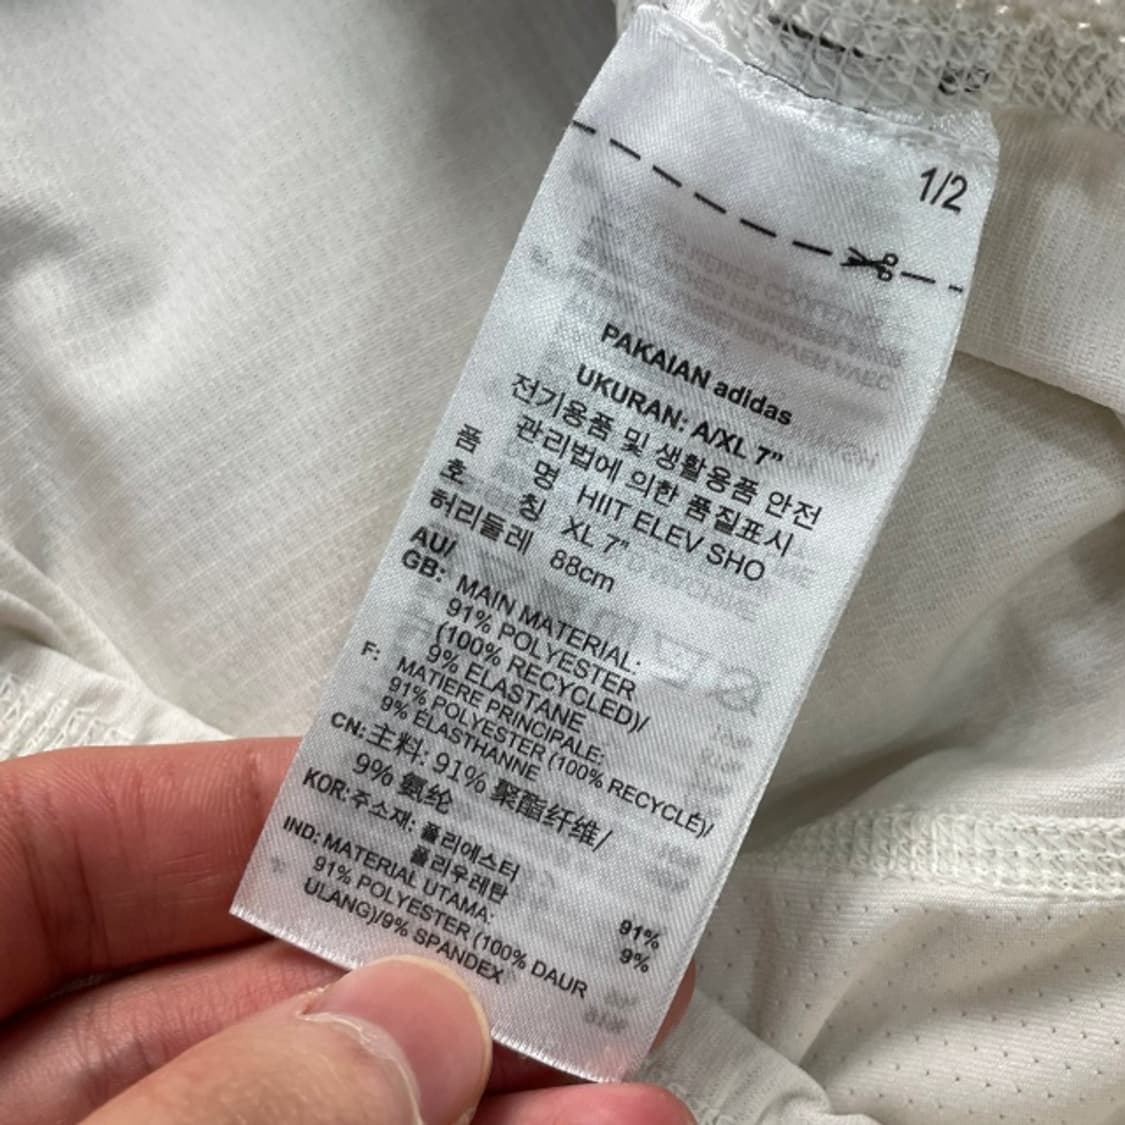 1/2
PAKAIAN adidas
UKURAN: A/XL 7"
전기용품 및 생활용품 안전
관리법에 의한 품질표시
품 명 HIIT ELEV SHO
호 칭 XL 7"
허리둘레 88cm
AU/
GB: MAIN MATERIAL:
91% POLYESTER
(100% RECYCLED)/
9% ELASTANE
F: MATIERE PRINCIPALE:
91% POLYESTER (100% RECYCLÉ)/
9% ÉLASTHANNE
CN:主料: 91% 聚酯纤维/
9% 氨纶
KOR:주소재: 폴리에스터 91%
폴리우레탄 9%
IND: MATERIAL UTAMA:
91% POLYESTER (100% DAUR
ULANG)/9% SPANDEX